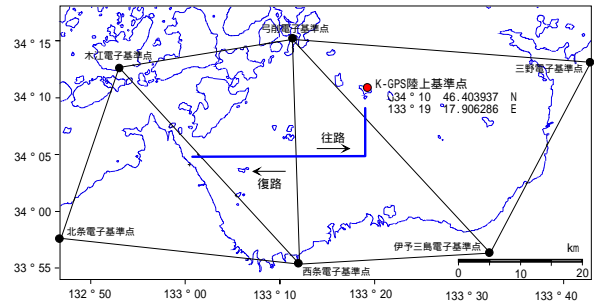 34 ° 15'
34 ° 10'
34 ° 05'
34 ° 00'
33 ° 55'
弓削電子基準点
木江電子基準点
三野電子基準点
K-GPS陸上基準点
034 ° 10 46.403937 N
133 ° 19 17.906286 E
往路
復路
北条電子基準点
伊予三島電子基準点
西条電子基準点
km
0 5 10 20
132 ° 50'
133 ° 00'
133 ° 10'
133 ° 20'
133 ° 30'
133 ° 40'